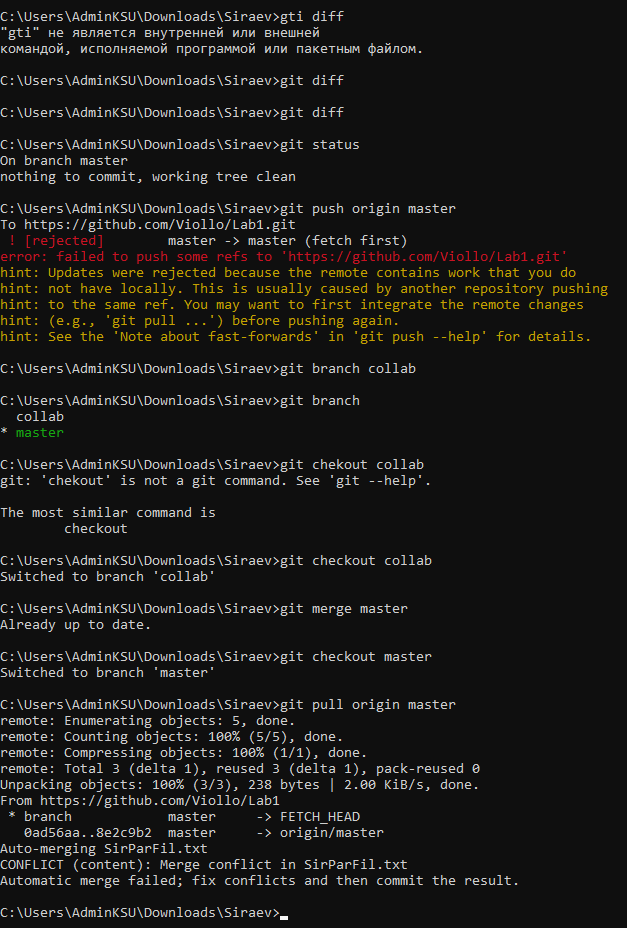 C:\Users\AdminKSU\Downloads\Siraev>gti diff
"gti" не является внутренней или внешней
командой, исполняемой программой или пакетным файлом.
C:\Users\AdminKSU\Downloads\Siraev>git diff
C:\Users\AdminKSU\Downloads\Siraev>git diff
C:\Users\AdminKSU\Downloads\Siraev>git status
On branch master
nothing to commit, working tree clean
C:\Users\AdminKSU\Downloads\Siraev>git push origin master
To https://github.com/Viollo/Lab1.git
 ! [rejected]        master -> master (fetch first)
error: failed to push some refs to 'https://github.com/Viollo/Lab1.git'
hint: Updates were rejected because the remote contains work that you do
hint: not have locally. This is usually caused by another repository pushing
hint: to the same ref. You may want to first integrate the remote changes
hint: (e.g., 'git pull ...') before pushing again.
hint: See the 'Note about fast-forwards' in 'git push --help' for details.
C:\Users\AdminKSU\Downloads\Siraev>git branch collab
C:\Users\AdminKSU\Downloads\Siraev>git branch
  collab
* master
C:\Users\AdminKSU\Downloads\Siraev>git chekout collab
git: 'chekout' is not a git command. See 'git --help'.
The most similar command is
        checkout
C:\Users\AdminKSU\Downloads\Siraev>git checkout collab
Switched to branch 'collab'
C:\Users\AdminKSU\Downloads\Siraev>git merge master
Already up to date.
C:\Users\AdminKSU\Downloads\Siraev>git checkout master
Switched to branch 'master'
C:\Users\AdminKSU\Downloads\Siraev>git pull origin master
remote: Enumerating objects: 5, done.
remote: Counting objects: 100% (5/5), done.
remote: Compressing objects: 100% (1/1), done.
remote: Total 3 (delta 1), reused 3 (delta 1), pack-reused 0
Unpacking objects: 100% (3/3), 238 bytes | 2.00 KiB/s, done.
From https://github.com/Viollo/Lab1
 * branch            master     -> FETCH_HEAD
   0ad56aa..8e2c9b2  master     -> origin/master
Auto-merging SirParFil.txt
CONFLICT (content): Merge conflict in SirParFil.txt
Automatic merge failed; fix conflicts and then commit the result.
C:\Users\AdminKSU\Downloads\Siraev>